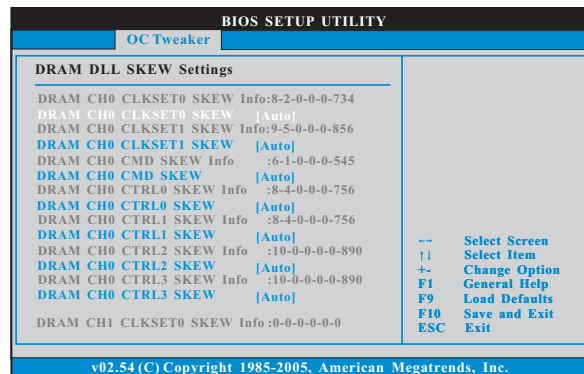 BIOS SETUP UTILITY
OC Tweaker
DRAM DLL SKEW Settings
DRAM CH0 CLKSET0 SKEW Info:8-2-0-0-0-734
DRAM CH0 CLKSET0 SKEW [Auto]
DRAM CH0 CLKSET1 SKEW Info:9-5-0-0-0-856
DRAM CH0 CLKSET1 SKEW [Auto]
DRAM CH0 CMD SKEW Info :6-1-0-0-0-545
DRAM CH0 CMD SKEW [Auto]
DRAM CH0 CTRL0 SKEW Info :8-4-0-0-0-756
DRAM CH0 CTRL0 SKEW [Auto]
DRAM CH0 CTRL1 SKEW Info :8-4-0-0-0-756
DRAM CH0 CTRL1 SKEW [Auto]
DRAM CH0 CTRL2 SKEW Info :10-0-0-0-0-890
DRAM CH0 CTRL2 SKEW [Auto]
DRAM CH0 CTRL3 SKEW Info :10-0-0-0-0-890
DRAM CH0 CTRL3 SKEW [Auto]
DRAM CH1 CLKSET0 SKEW Info :0-0-0-0-0-0
↔ Select Screen
↑↓ Select Item
+- Change Option
F1 General Help
F9 Load Defaults
F10 Save and Exit
ESC Exit
v02.54 (C) Copyright 1985-2005, American Megatrends, Inc.